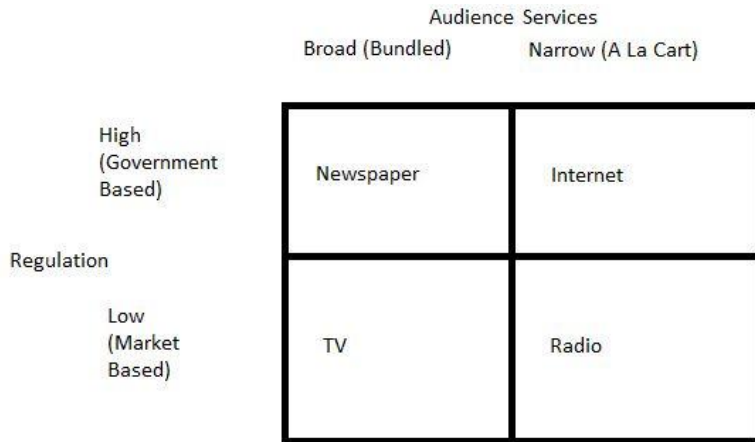 Audience Services
Broad (Bundled) Narrow (A La Cart)
High
(Government
Based)
Newspaper Internet
Regulation
Low
(Market
Based)
TV Radio